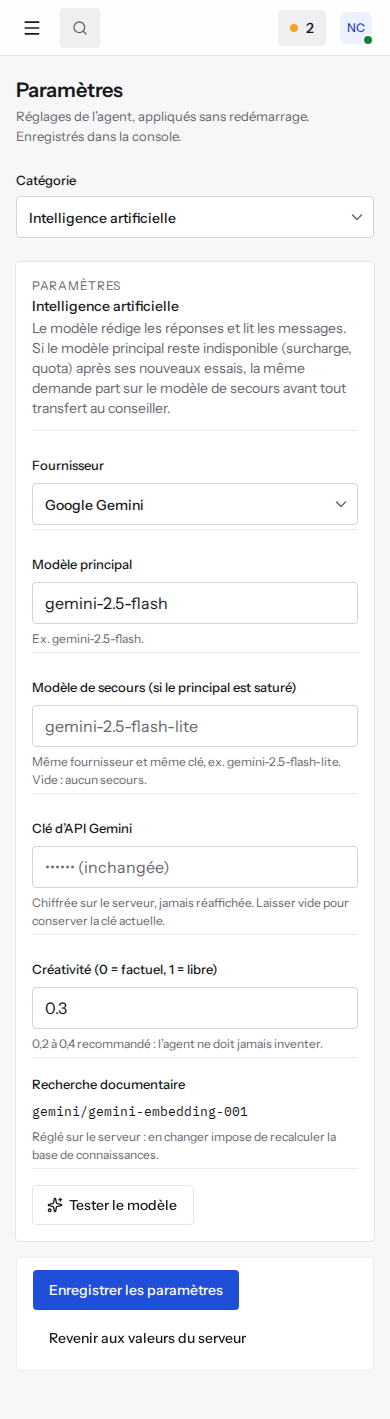 2
NC
Paramètres
Réglages de l'agent, appliqués sans redémarrage.
Enregistrés dans la console.
Catégorie
Intelligence artificielle
PARAMÈTRES
Intelligence artificielle
Le modèle rédige les réponses et lit les messages.
Si le modèle principal reste indisponible (surcharge,
quota) après ses nouveaux essais, la même
demande part sur le modèle de secours avant tout
transfert au conseiller.
Fournisseur
Google Gemini
Modèle principal
gemini-2.5-flash
Ex. gemini-2.5-flash.
Modèle de secours (si le principal est saturé)
gemini-2.5-flash-lite
Même fournisseur et même clé, ex. gemini-2.5-flash-lite.
Vide : aucun secours.
Clé d'API Gemini
•••••• (inchangée)
Chiffrée sur le serveur, jamais réaffichée. Laisser vide pour
conserver la clé actuelle.
Créativité (0 = factuel, 1 = libre)
0.3
0,2 à 0,4 recommandé : l'agent ne doit jamais inventer.
Recherche documentaire
gemini/gemini-embedding-001
Réglé sur le serveur : en changer impose de recalculer la
base de connaissances.
Tester le modèle
Enregistrer les paramètres
Revenir aux valeurs du serveur